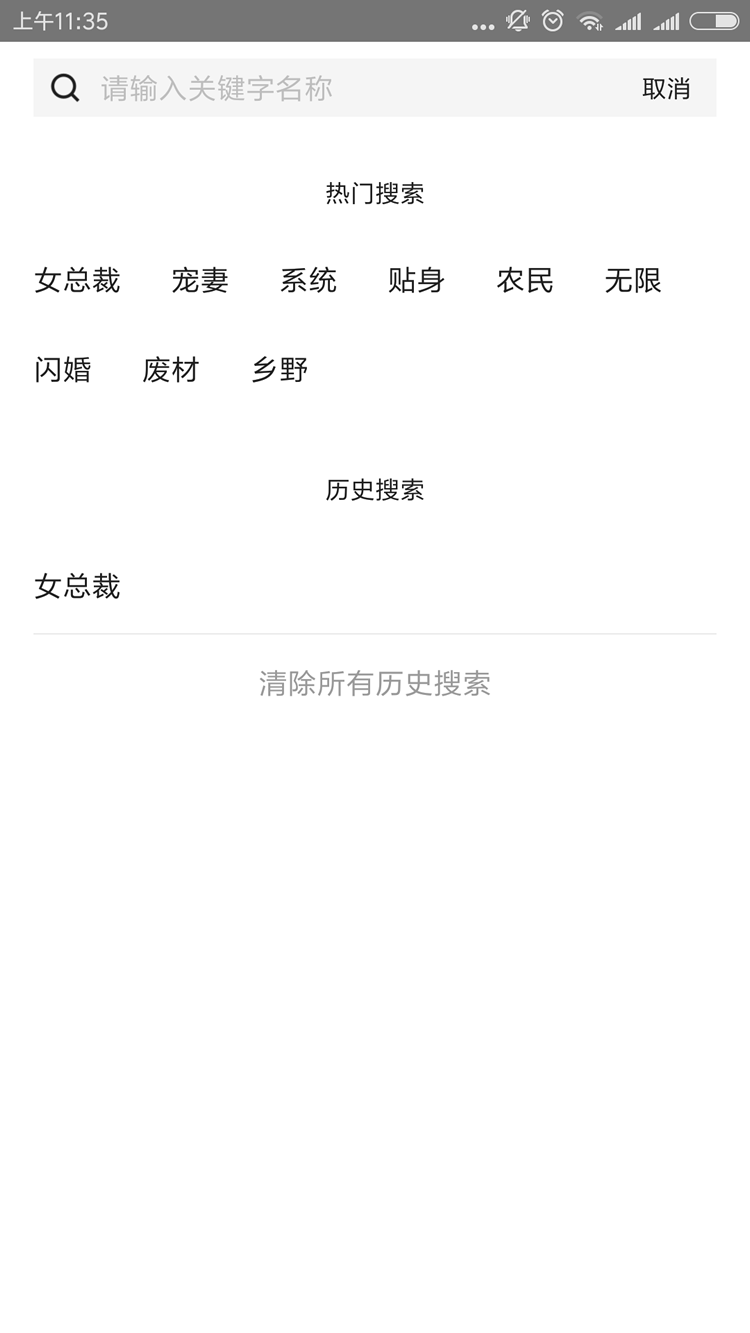 上午11:35
请输入关键字名称 取消
热门搜索
女总裁 宠妻 系统 贴身 农民 无限
闪婚 废材 乡野
历史搜索
女总裁
清除所有历史搜索